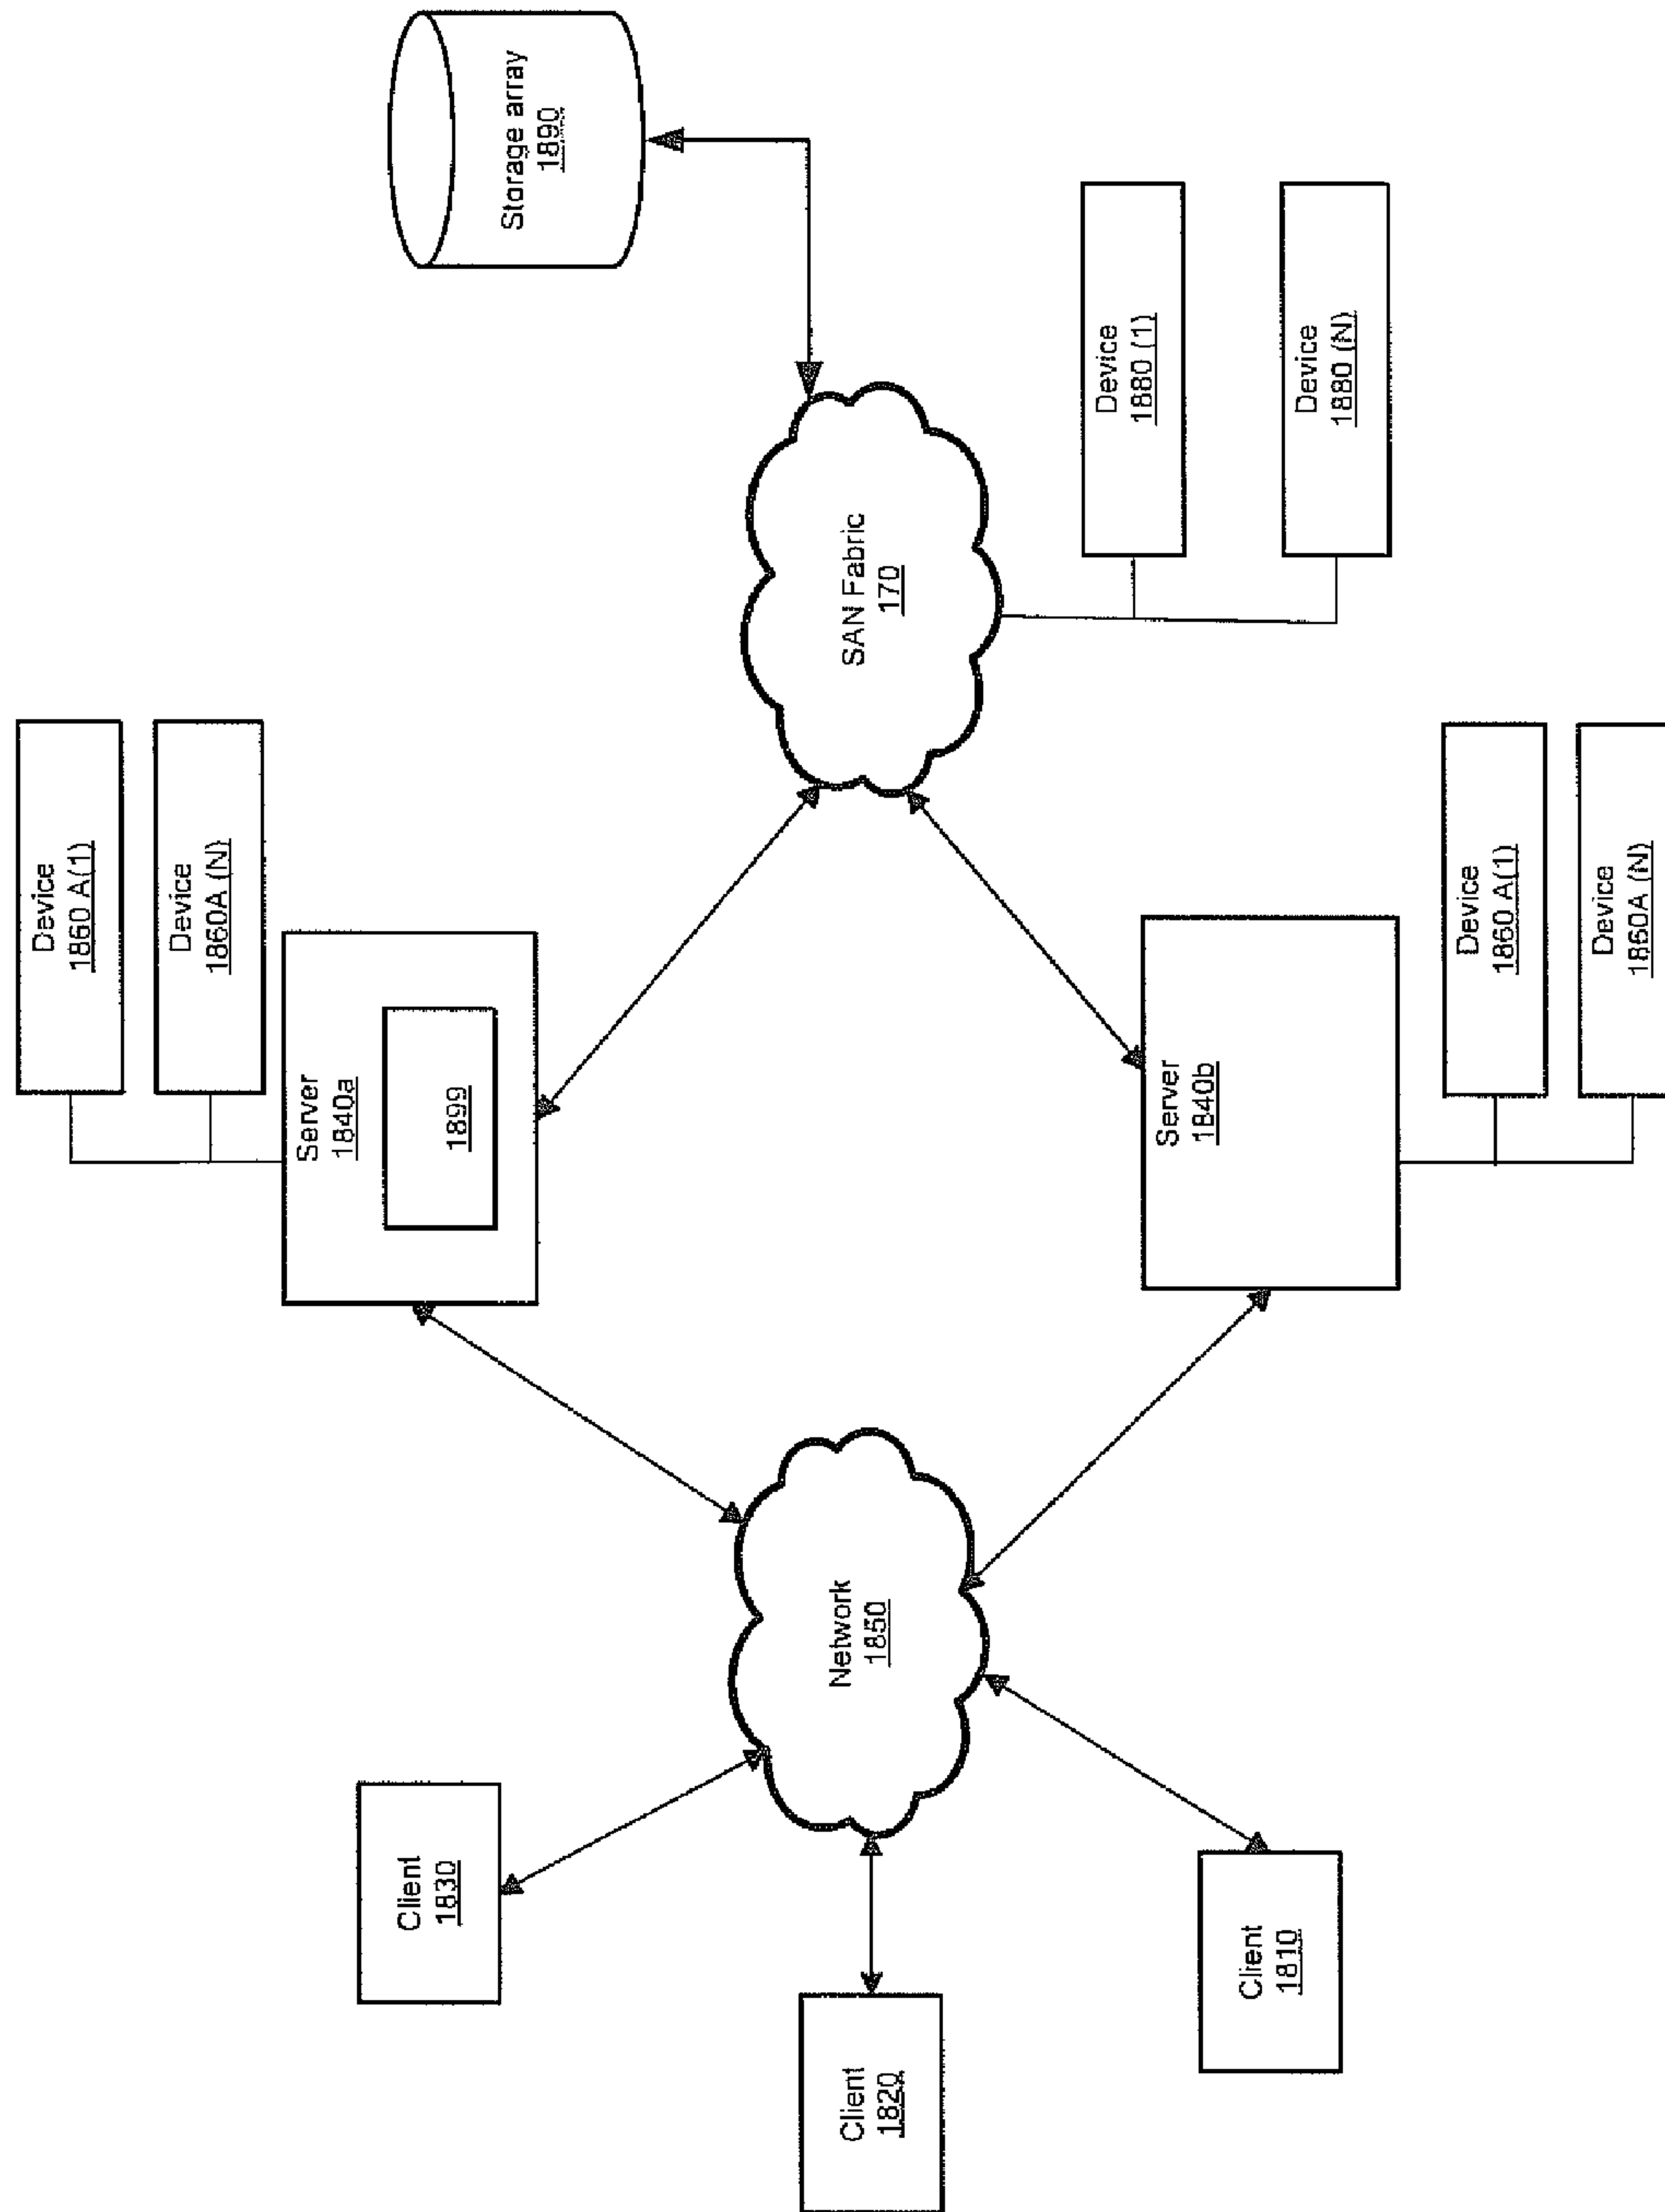 Device
1860 A(1)
Device
1860A (N)
Server
1840a
1899
Storage array
1890
Client
1830
Client
1820
Client
1810
Network
1850
SAN Fabric
170
Device
1880 (1)
Device
1880 (N)
Server
1840b
Device
1860 A(1)
Device
1860A (N)